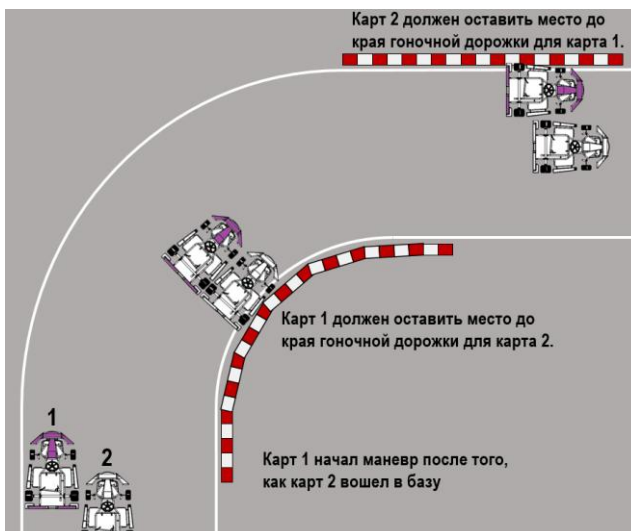 Карт 2 должен оставить место до
края гоночной дорожки для карта 1.
Карт 1 должен оставить место до
края гоночной дорожки для карта 2.
1
2
Карт 1 начал маневр после того,
как карт 2 вошел в базу